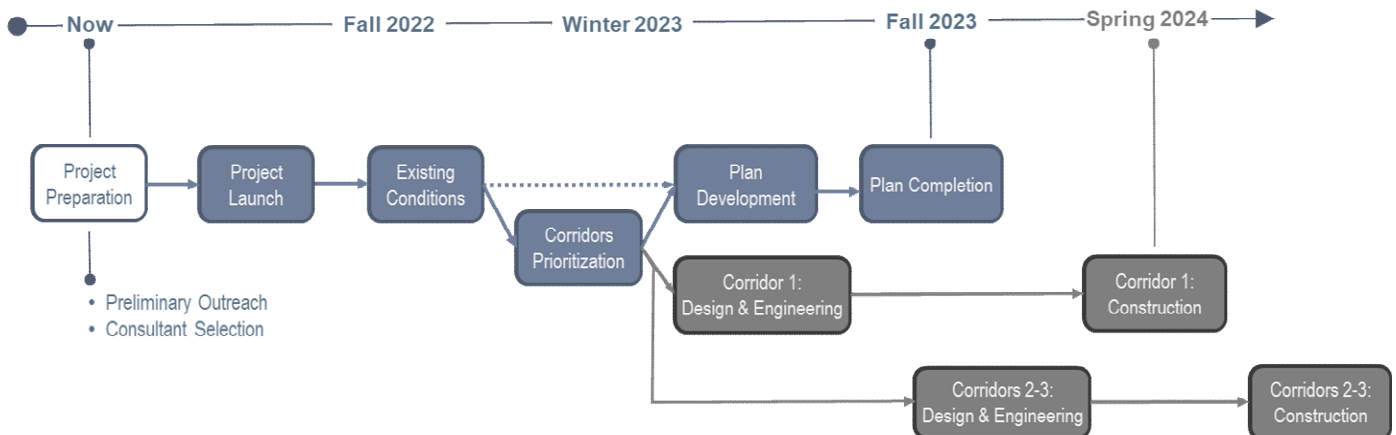 Now
Fall 2022
Winter 2023
Fall 2023
Spring 2024
Project
Preparation
Project
Launch
Existing
Conditions
Corridors
Prioritization
Plan
Development
Plan Completion
Corridor 1:
Design & Engineering
Corridor 1:
Construction
• Preliminary Outreach
• Consultant Selection
Corridors 2-3:
Design & Engineering
Corridors 2-3:
Construction